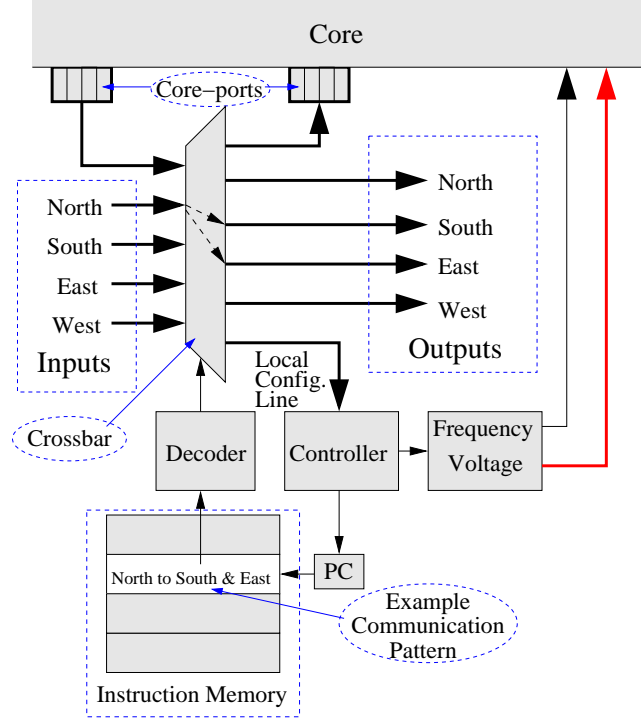 Core
Core–ports
North
South
East
West
Inputs
North
South
East
West
Outputs
Local
Config.
Line
Crossbar
Decoder
Controller
Frequency
Voltage
PC
North to South & East
Example
Communication
Pattern
Instruction Memory